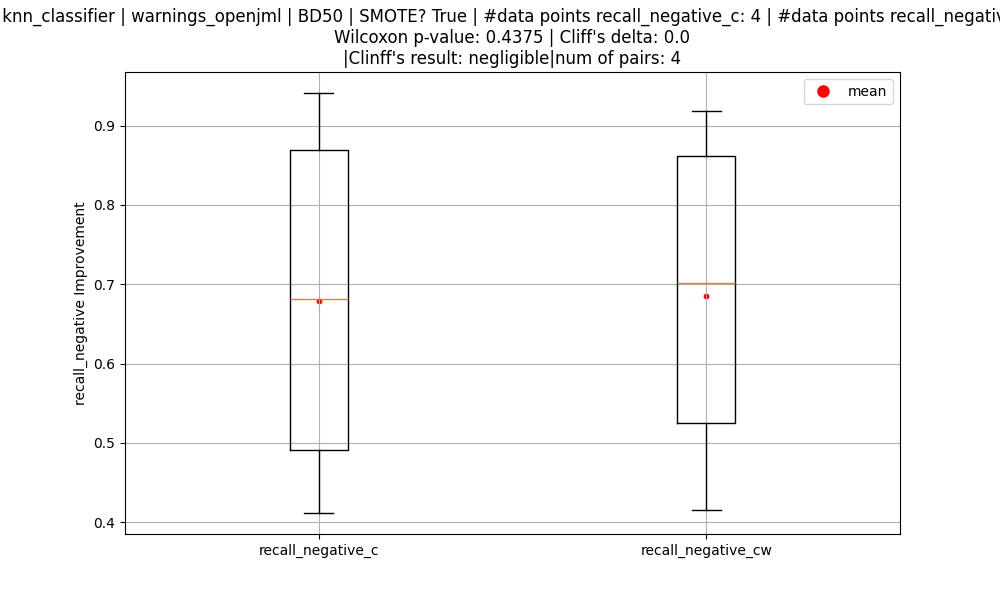 knn_classifier | warnings_openjml | BD50 | SMOTE? True | #data points recall_negative_c: 4 | #data points
Wilcoxon p-value: 0.4375 | Cliff's delta: 0.0
|Clinff's result: negligible|num of pairs: 4
mean
0.9
0.8
0.7
0.6
0.5
0.4
recall_negative Improvement
recall_negative_c
recall_negative_cw